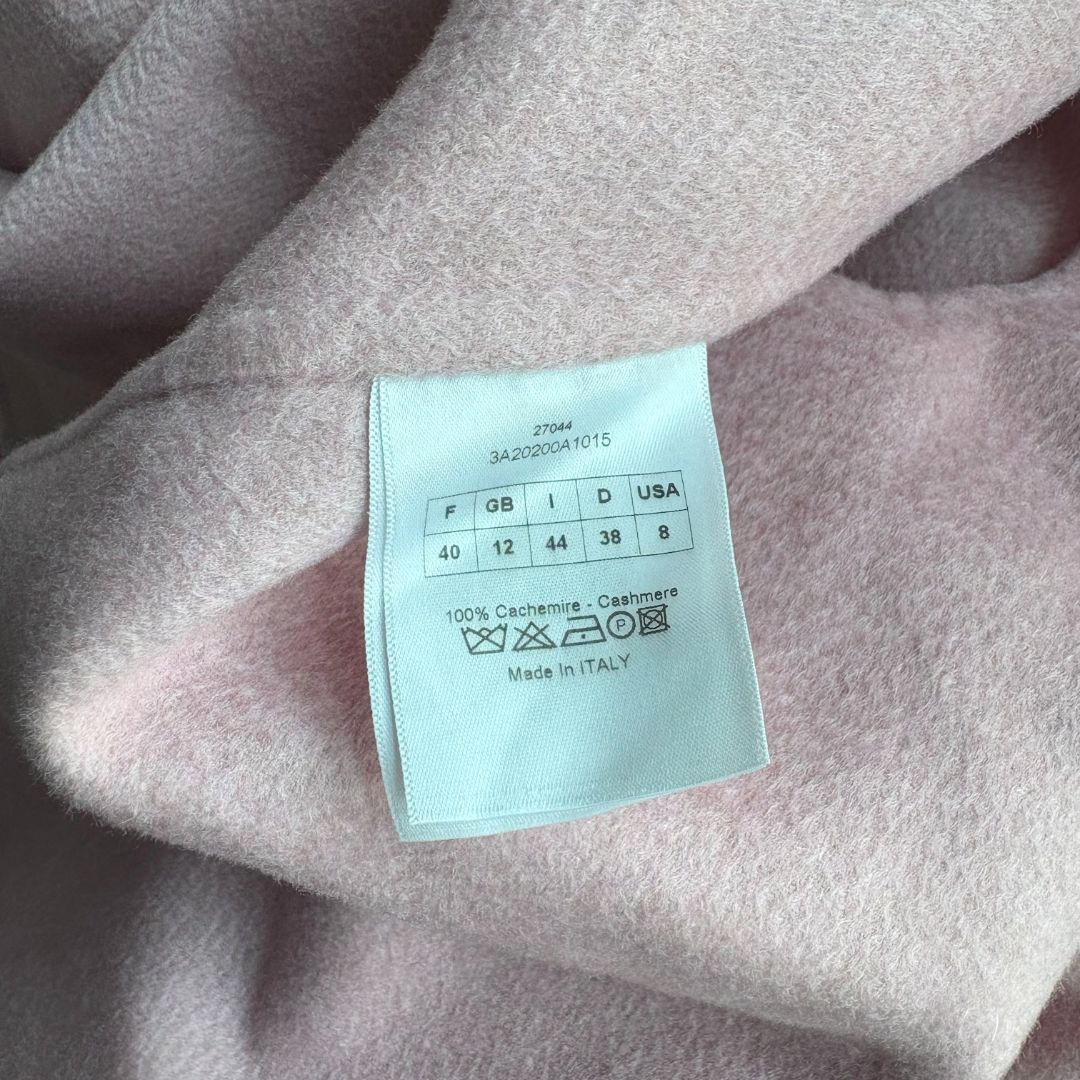 27044
3A20200A1015
F GB I D USA
40 12 44 38 8
100% Cachemire - Cashmere
P
Made In ITALY